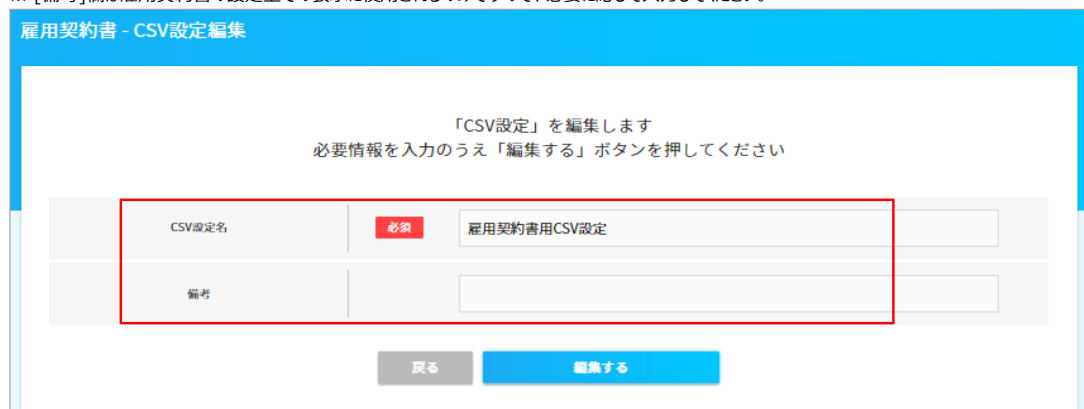 雇用契約書 - CSV設定編集
「CSV設定」を編集します
必要情報を入力のうえ「編集する」ボタンを押してください
CSV設定名 必須 雇用契約書用CSV設定
備考
戻る 編集する